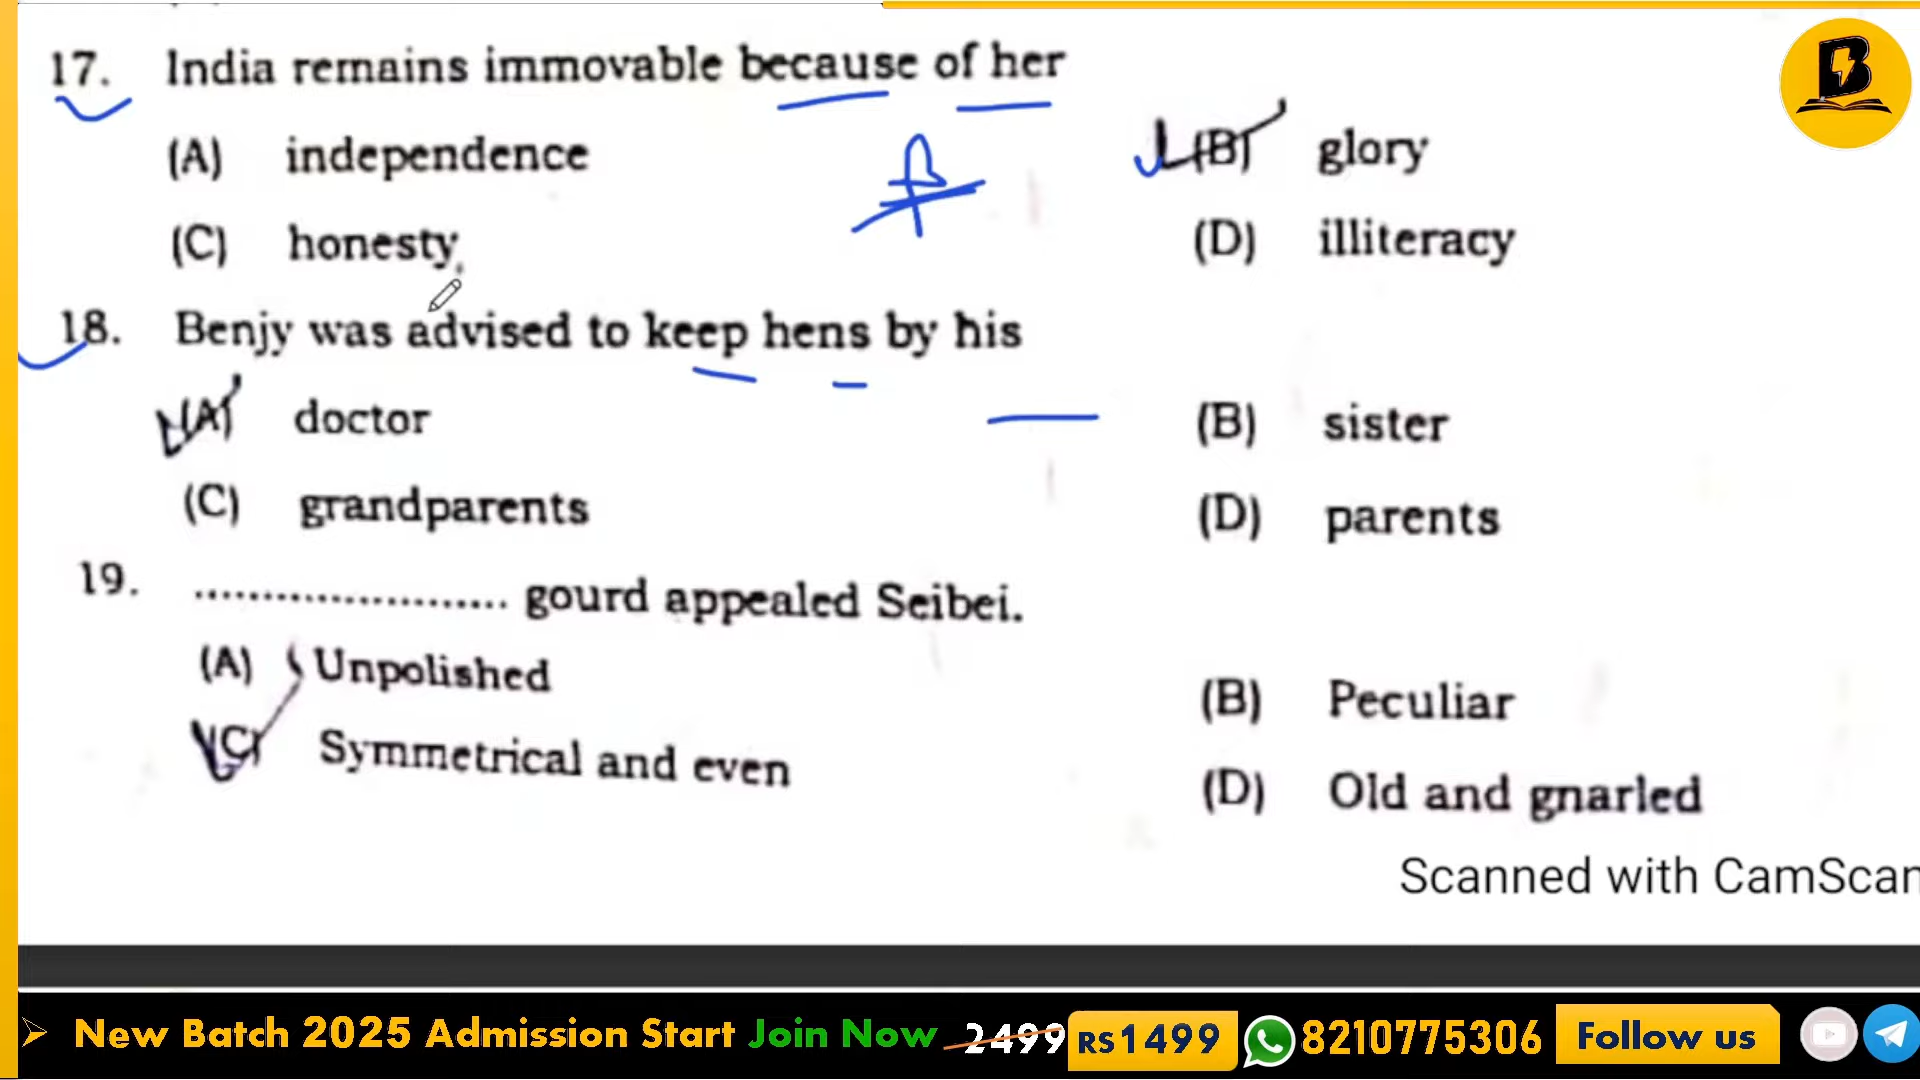 17. India remains immovable because of her
(A) independence (B) glory
(C) honesty (D) illiteracy
18. Benjy was advised to keep hens by his
(A) doctor (B) sister
(C) grandparents (D) parents
19. ....................... gourd appealed Seibei.
(A) Unpolished (B) Peculiar
(C) Symmetrical and even (D) Old and gnarled
Scanned with CamScan
New Batch 2025 Admission Start Join Now 2499 RS 1499 8210775306 Follow us